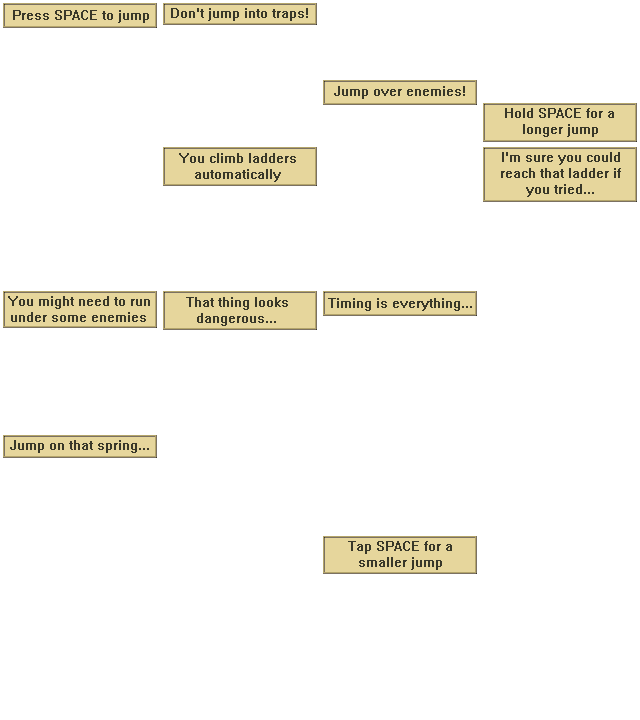 Press SPACE to jump
Don't jump into traps!
Jump over enemies!
Hold SPACE for a
longer jump
You climb ladders
automatically
I'm sure you could
reach that ladder if
you tried...
You might need to run
under some enemies
That thing looks
dangerous...
Timing is everything...
Jump on that spring...
Tap SPACE for a
smaller jump